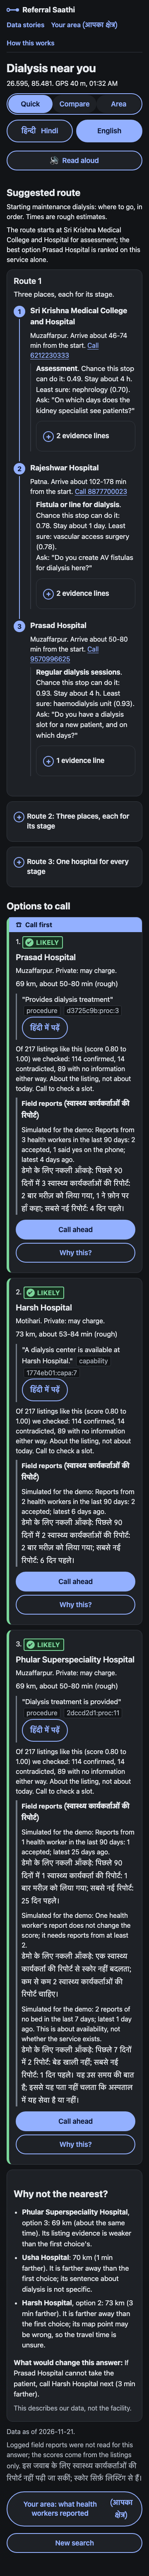 Referral Saathi
Data stories Your area (आपका क्षेत्र)
How this works
Dialysis near you
26.595, 85.481, GPS 40 m, 01:32 AM
Quick Compare Area
हिन्दी Hindi English
Read aloud
Suggested route
Starting maintenance dialysis: where to go, in
order. Times are rough estimates.
The route starts at Sri Krishna Medical College
and Hospital for assessment; the
best option Prasad Hospital is ranked on this
service alone.
Route 1
Three places, each for its stage.
1 Sri Krishna Medical College
and Hospital
Muzaffarpur. Arrive about 46-74
min from the start. Call
6212230333
Assessment. Chance this stop
can do it: 0.49. Stay about 4 h.
Least sure: nephrology (0.70).
Ask: "On which days does the
kidney specialist see patients?"
2 evidence lines
2 Rajeshwar Hospital
Patna. Arrive about 102-178 min
from the start. Call 8877700023
Fistula or line for dialysis.
Chance this stop can do it:
0.78. Stay about 1 day. Least
sure: vascular access surgery
(0.78).
Ask: "Do you create AV fistulas
for dialysis here?"
2 evidence lines
3 Prasad Hospital
Muzaffarpur. Arrive about 50-80
min from the start. Call
9570996625
Regular dialysis sessions.
Chance this stop can do it:
0.93. Stay about 4 h. Least
sure: haemodialysis unit (0.93).
Ask: "Do you have a dialysis
slot for a new patient, and on
which days?"
1 evidence line
Route 2: Three places, each for
its stage
Route 3: One hospital for every
stage
Options to call
Call first
1. LIKELY
Prasad Hospital
Muzaffarpur. Private: may charge.
69 km, about 50-80 min (rough)
"Provides dialysis treatment"
procedure d3725c9b:proc:3
हिंदी में पढ़ें
Of 217 listings like this (score 0.80 to
1.00) we checked: 114 confirmed, 14
contradicted, 89 with no information
either way. About the listing, not about
today. Call to check a slot.
Field reports (स्वास्थ्य कार्यकर्ताओं की
रिपोर्ट)
Simulated for the demo: Reports from
3 health workers in the last 90 days: 2
accepted, 1 said yes on the phone;
latest 4 days ago.
डेमो के लिए नकली आँकड़े: पिछले 90
दिनों में 3 स्वास्थ्य कार्यकर्ताओं की रिपोर्ट:
2 बार मरीज़ को लिया गया, 1 ने फ़ोन पर
हाँ कहा; सबसे नई रिपोर्ट: 4 दिन पहले।
Call ahead
Why this?
2. LIKELY
Harsh Hospital
Motihari. Private: may charge.
73 km, about 53-84 min (rough)
"A dialysis center is available at
Harsh Hospital." capability
1774eb01:capa:7
हिंदी में पढ़ें
Of 217 listings like this (score 0.80 to
1.00) we checked: 114 confirmed, 14
contradicted, 89 with no information
either way. About the listing, not about
today. Call to check a slot.
Field reports (स्वास्थ्य कार्यकर्ताओं की
रिपोर्ट)
Simulated for the demo: Reports from
2 health workers in the last 90 days: 2
accepted; latest 6 days ago.
डेमो के लिए नकली आँकड़े: पिछले 90
दिनों में 2 स्वास्थ्य कार्यकर्ताओं की रिपोर्ट:
2 बार मरीज़ को लिया गया; सबसे नई
रिपोर्ट: 6 दिन पहले।
Call ahead
Why this?
3. LIKELY
Phular Superspeciality Hospital
Muzaffarpur. Private: may charge.
69 km, about 50-80 min (rough)
"Dialysis treatment is provided"
procedure 2dccd2d1:proc:11
हिंदी में पढ़ें
Of 217 listings like this (score 0.80 to
1.00) we checked: 114 confirmed, 14
contradicted, 89 with no information
either way. About the listing, not about
today. Call to check a slot.
Field reports (स्वास्थ्य कार्यकर्ताओं की
रिपोर्ट)
Simulated for the demo: Reports from
1 health worker in the last 90 days: 1
accepted; latest 25 days ago.
डेमो के लिए नकली आँकड़े: पिछले 90
दिनों में 1 स्वास्थ्य कार्यकर्ता की रिपोर्ट: 1
बार मरीज़ को लिया गया; सबसे नई रिपोर्ट:
25 दिन पहले।
Simulated for the demo: One health
worker's report does not change the
score; it needs reports from at least
2.
डेमो के लिए नकली आँकड़े: एक स्वास्थ्य
कार्यकर्ता की रिपोर्ट से स्कोर नहीं बदलता;
कम से कम 2 स्वास्थ्य कार्यकर्ताओं की
रिपोर्ट चाहिए।
Simulated for the demo: 2 reports of
no bed in the last 7 days; latest 1 day
ago. This is about availability, not
whether the service exists.
डेमो के लिए नकली आँकड़े: पिछले 7 दिनों
में 2 रिपोर्ट: बेड खाली नहीं; सबसे नई
रिपोर्ट: 1 दिन पहले। यह उस समय की बात
है; इससे यह पता नहीं चलता कि अस्पताल
में यह सेवा है या नहीं।
Call ahead
Why this?
Why not the nearest?
Phular Superspeciality Hospital,
option 3: 69 km (about the
same time). Its listing
evidence is weaker than
the first choice's.
Usha Hospital: 70 km (1 min
farther). It is farther away than the
first choice; its sentence about
dialysis is not specific.
Harsh Hospital, option 2: 73 km (3
min farther). It is farther away than
the first choice; its map point may
be wrong, so the travel time is
unsure.
What would change this answer: If
Prasad Hospital cannot take the
patient, call Harsh Hospital next (3 min
farther).
This describes our data, not the facility.
Data as of 2026-11-21.
Logged field reports were not read for this
answer; the scores come from the listings
only. इस जवाब के लिए स्वास्थ्य कार्यकर्ताओं की
रिपोर्ट नहीं पढ़ी जा सकीं; स्कोर सिर्फ़ लिस्टिंग से हैं।
Your area: what health workers reported (आपका क्षेत्र)
New search